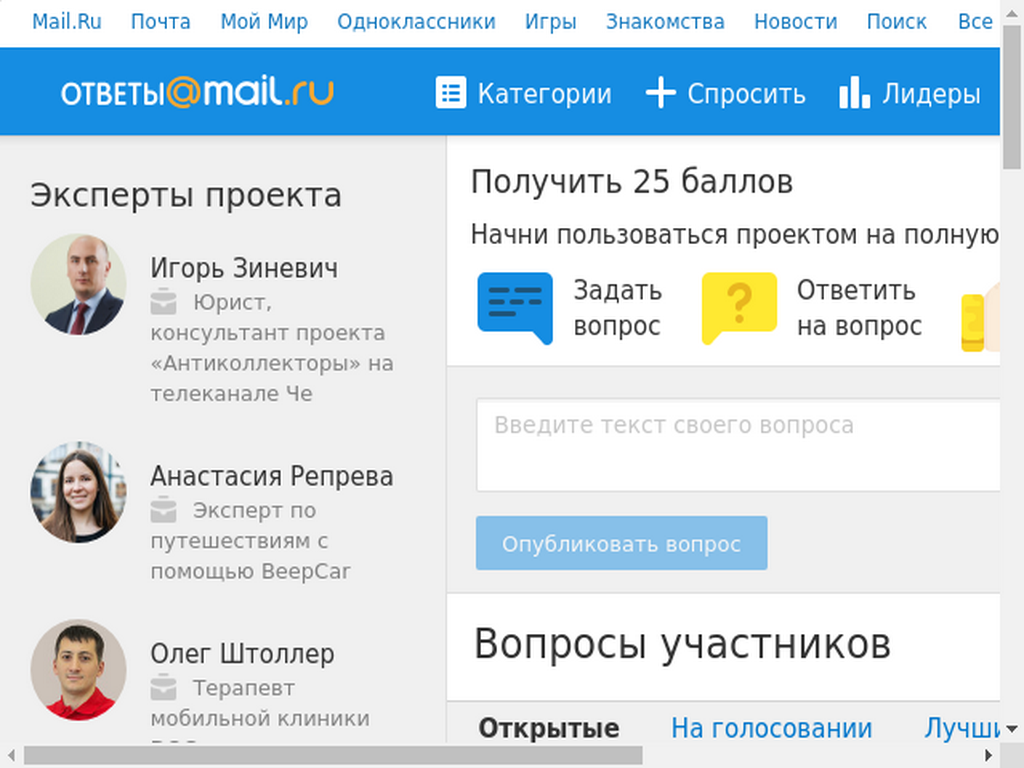 Mail.Ru Почта Мой Мир Одноклассники Игры Знакомства Новости Поиск Все
ответы@mail.ru Категории Спросить Лидеры
Эксперты проекта
Игорь Зиневич
Юрист,
консультант проекта
«Антиколлекторы» на
телеканале Че
Анастасия Репрева
Эксперт по
путешествиям с
помощью BeepCar
Олег Штоллер
Терапевт
мобильной клиники
Получить 25 баллов
Начни пользоваться проектом на полную
Задать
вопрос
?
Ответить
на вопрос
Введите текст своего вопроса
Опубликовать вопрос
Вопросы участников
Открытые На голосовании